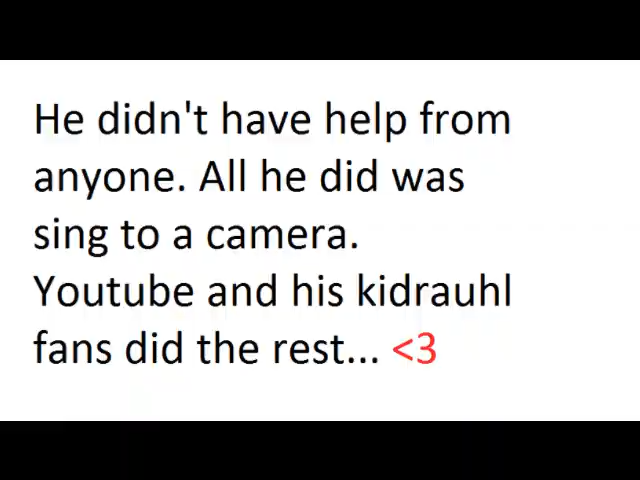 He didn't have help from
anyone. All he did was
sing to a camera.
Youtube and his kidrauhl
fans did the rest... <3